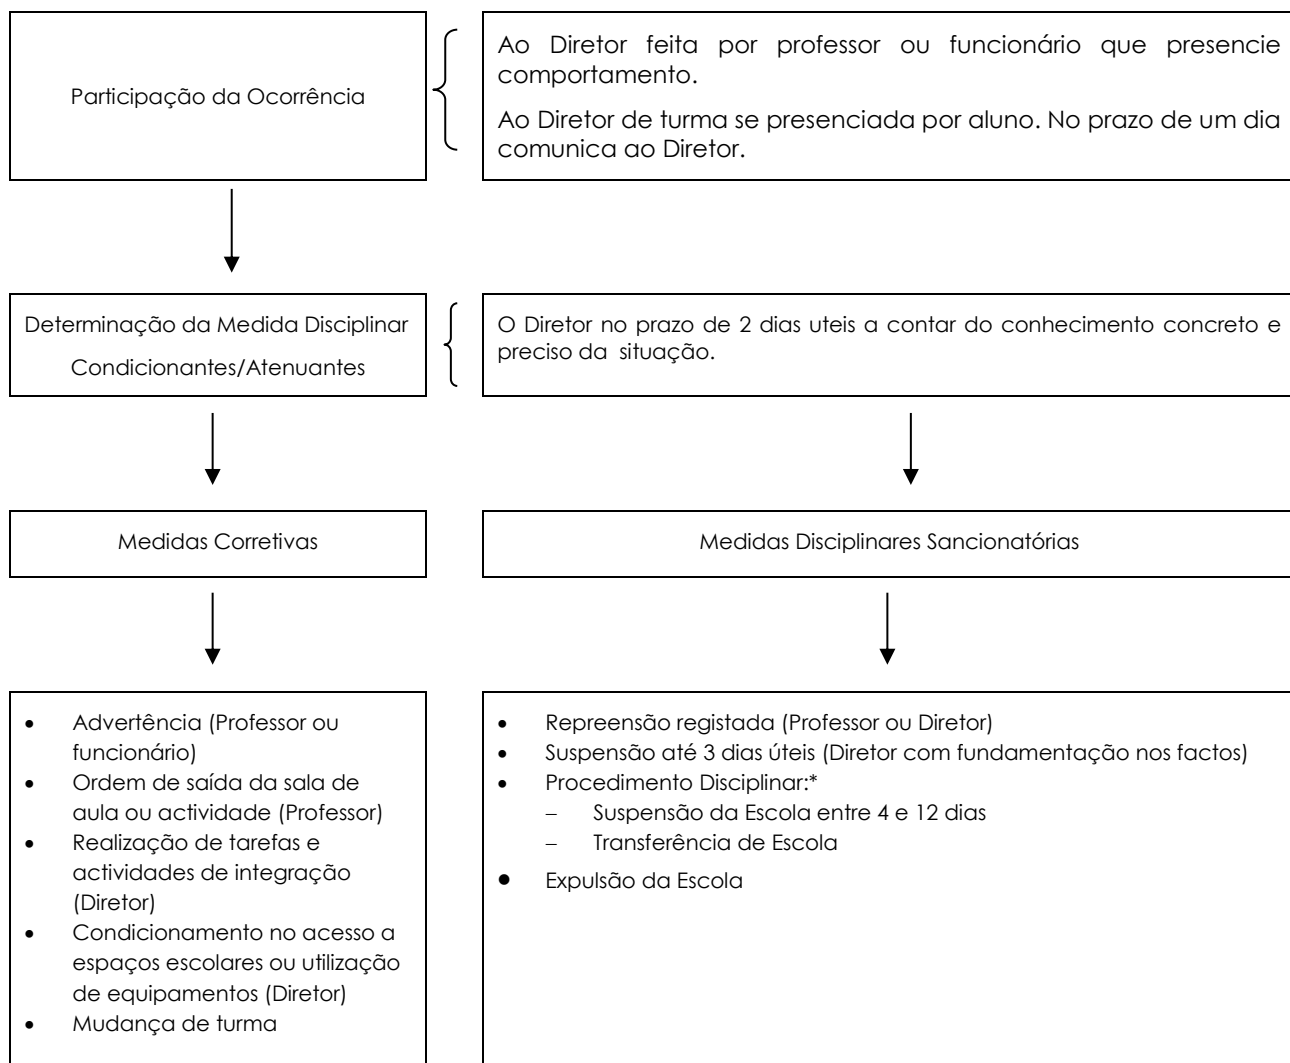 Participação da Ocorrência
Ao Diretor feita por professor ou funcionário que presencie
comportamento.
Ao Diretor de turma se presenciada por aluno. No prazo de um dia
comunica ao Diretor.
Determinação da Medida Disciplinar
Condicionantes/Atenuantes
O Diretor no prazo de 2 dias uteis a contar do conhecimento concreto e
preciso da situação.
Medidas Corretivas
Medidas Disciplinares Sancionatórias
• Advertência (Professor ou
funcionário)
• Ordem de saída da sala de
aula ou actividade (Professor)
• Realização de tarefas e
actividades de integração
(Diretor)
• Condicionamento no acesso a
espaços escolares ou utilização
de equipamentos (Diretor)
• Mudança de turma
• Repreensão registada (Professor ou Diretor)
• Suspensão até 3 dias úteis (Diretor com fundamentação nos factos)
• Procedimento Disciplinar:*
– Suspensão da Escola entre 4 e 12 dias
– Transferência de Escola
• Expulsão da Escola